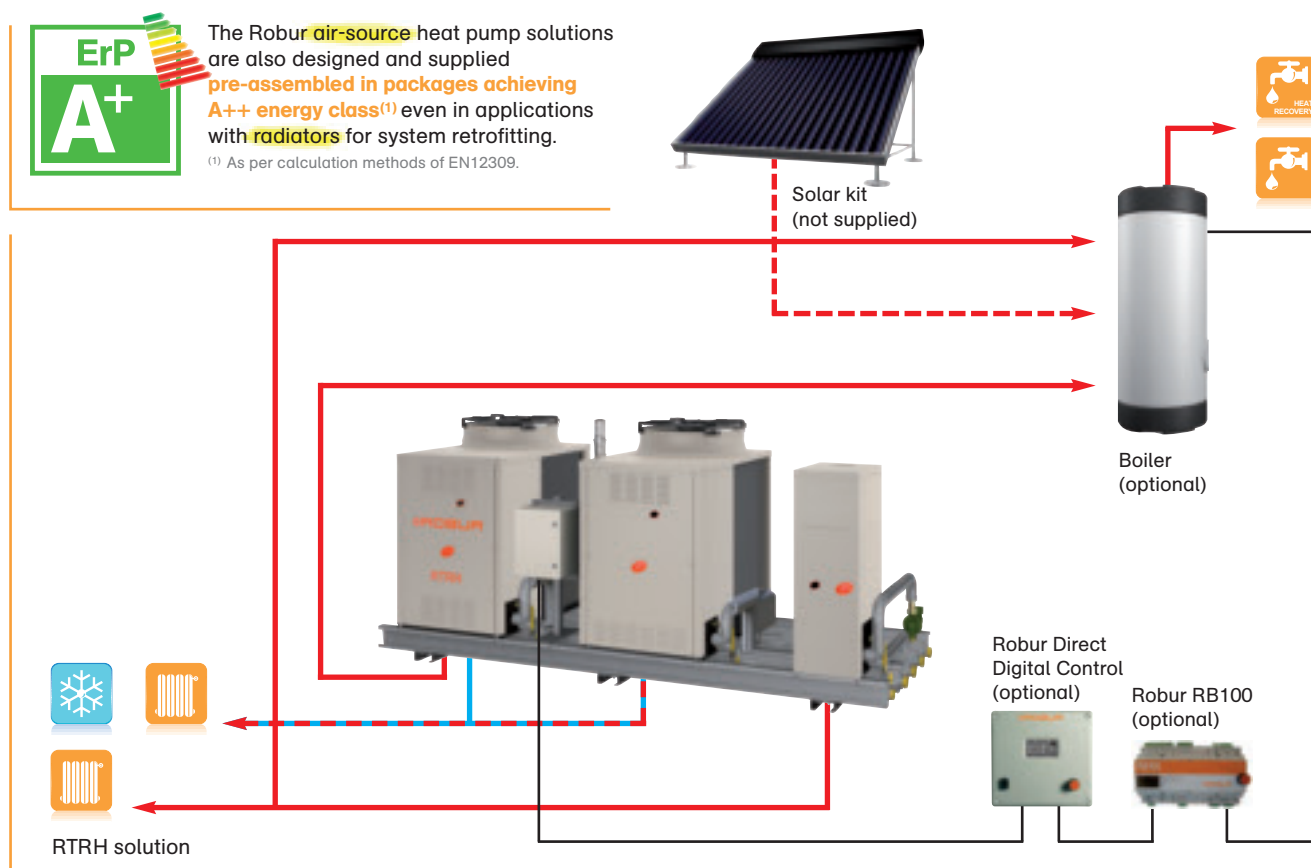 ErP
A+
The Robur air-source heat pump solutions
are also designed and supplied
pre-assembled in packages achieving
A++ energy class(1) even in applications
with radiators for system retrofitting.
(1) As per calculation methods of EN12309.
HEAT
RECOVERY
Solar kit
(not supplied)
Boiler
(optional)
ROBUR
RTRH
Robur Direct
Digital Control
(optional)
Robur RB100
(optional)
RTRH solution